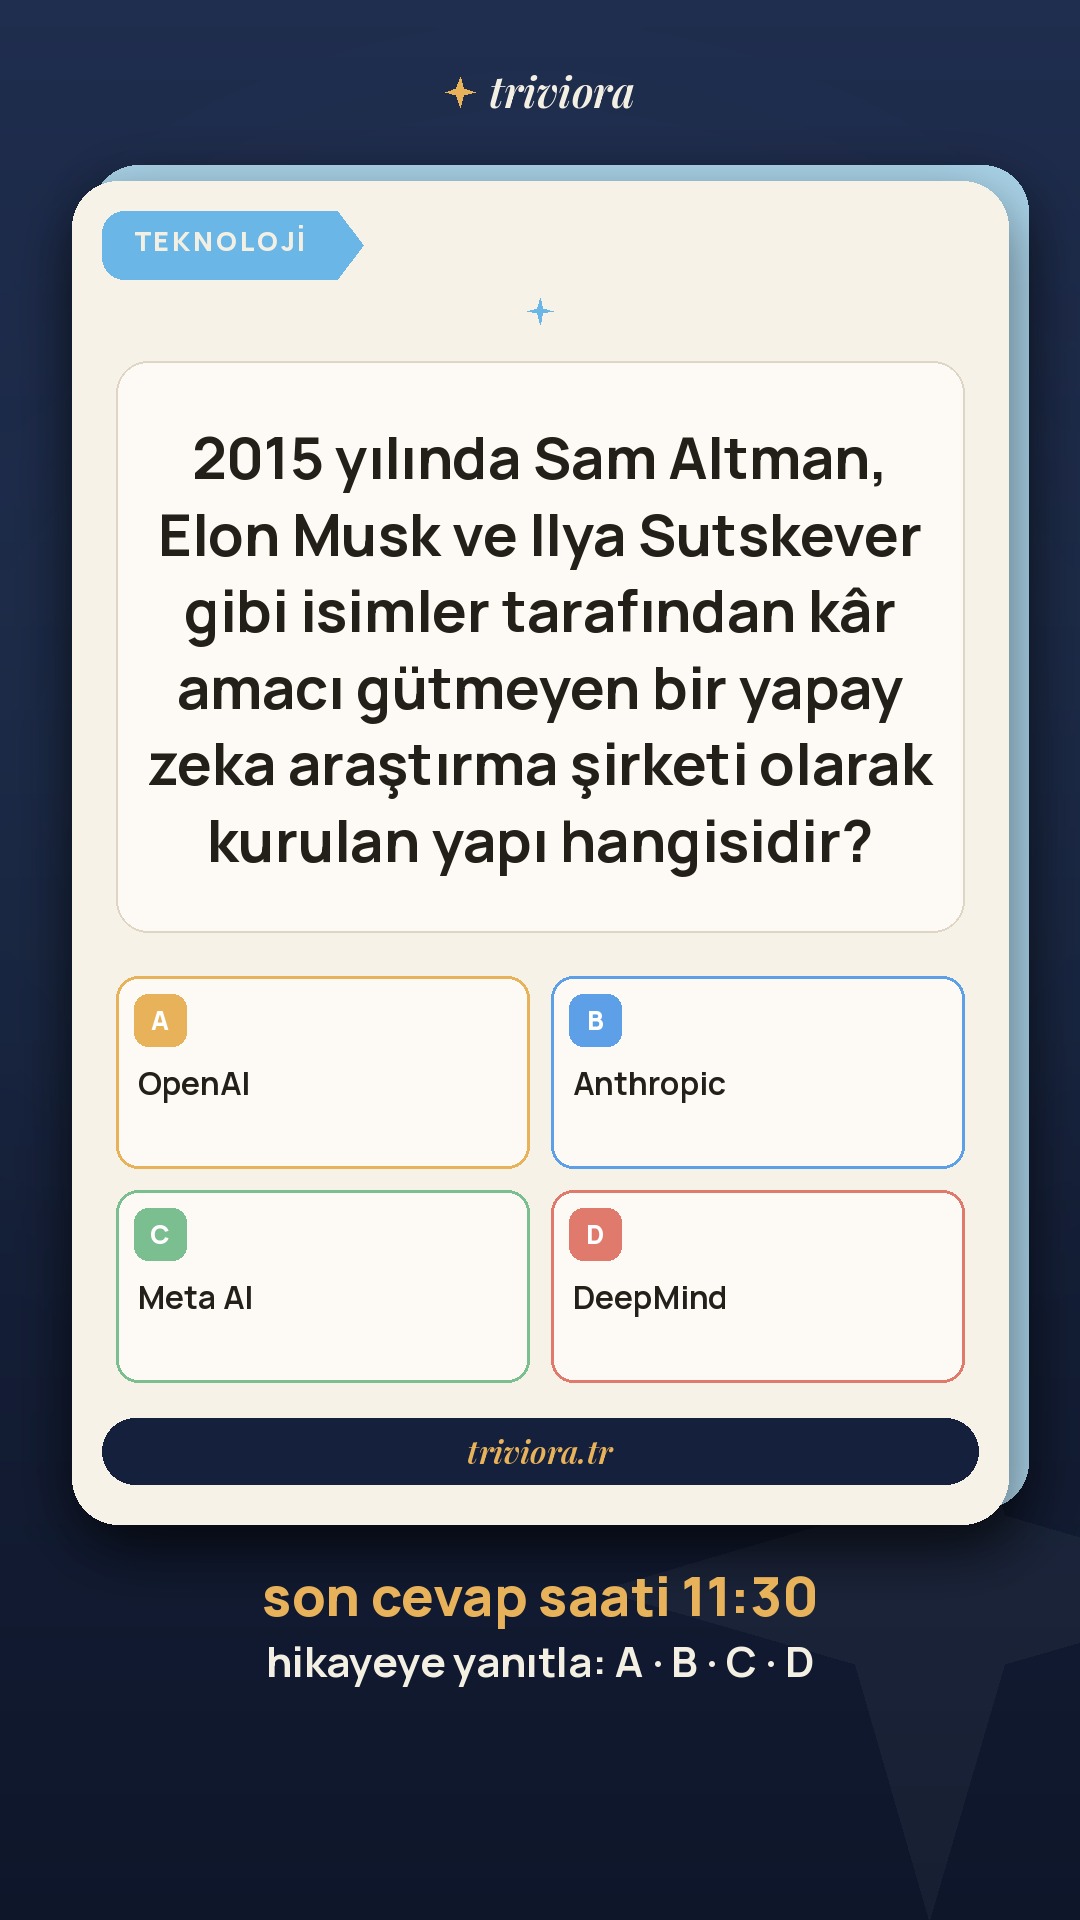 triviora
TEKNOLOJİ
2015 yılında Sam Altman,
Elon Musk ve Ilya Sutskever
gibi isimler tarafından kâr
amacı gütmeyen bir yapay
zeka araştırma şirketi olarak
kurulan yapı hangisidir?
A
OpenAI
B
Anthropic
C
Meta AI
D
DeepMind
triviora.tr
son cevap saati 11:30
hikayeye yanıtla: A · B · C · D